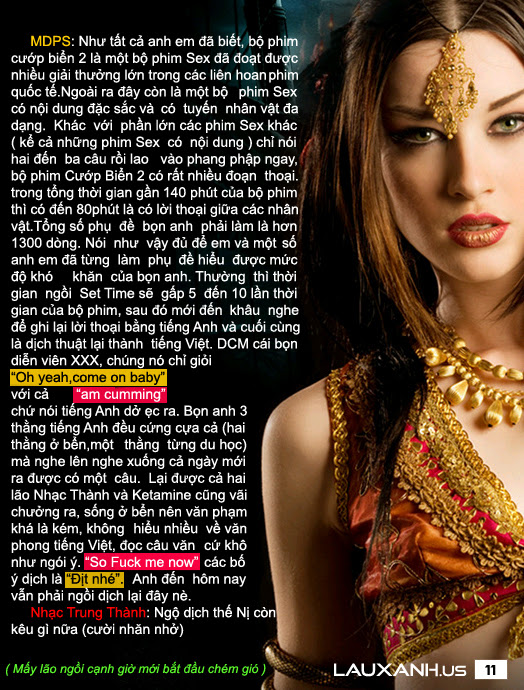 MDPS: Như tất cả anh em đã biết, bộ phim
cướp biển 2 là một bộ phim Sex đã đoạt được
nhiều giải thưởng lớn trong các liên hoan phim
quốc tế.Ngoài ra đây còn là một bộ phim Sex
có nội dung đặc sắc và có tuyến nhân vật đa
dạng. Khác với phần lớn các phim Sex khác
( kể cả những phim Sex có nội dung ) chỉ nói
hai đến ba câu rồi lao vào phang phập ngay,
bộ phim Cướp Biển 2 có rất nhiều đoạn thoại.
trong tổng thời gian gần 140 phút của bộ phim
thì có đến 80phút là có lời thoại giữa các nhân
vật.Tổng số phụ đề bọn anh phải làm là hơn
1300 dòng. Nói như vậy đủ để em và một số
anh em đã từng làm phụ đề hiểu được mức
độ khó khăn của bọn anh. Thường thì thời
gian ngồi Set Time sẽ gấp 5 đến 10 lần thời
gian của bộ phim, sau đó mới đến khâu nghe
để ghi lại lời thoại bằng tiếng Anh và cuối cùng
là dịch thuật lại thành tiếng Việt. DCM cái bọn
diễn viên XXX, chúng nó chỉ giỏi
"Oh yeah,come on baby"
với cả "am cumming"
chứ nói tiếng Anh dở ẹc ra. Bọn anh 3
thằng tiếng Anh đều cứng cựa cả (hai
thằng ở bển,một thằng từng du học)
mà nghe lên nghe xuống cả ngày mới
ra được có một câu. Lại được cả hai
lão Nhạc Thành và Ketamine cũng vãi
chưởng ra, sống ở bển nên văn phạm
khá là kém, không hiểu nhiều về văn
phong tiếng Việt, đọc câu văn cứ khô
như ngói ý. "So Fuck me now" các bố
ý dịch là "Địt nhé". Anh đến hôm nay
vẫn phải ngồi dịch lại đây nè.
Nhạc Trung Thành: Ngộ dịch thế Nị còn
kêu gì nữa (cười nhăn nhở)
( Mấy lão ngồi cạnh giờ mới bắt đầu chém gió )
LAUXANH.US 11